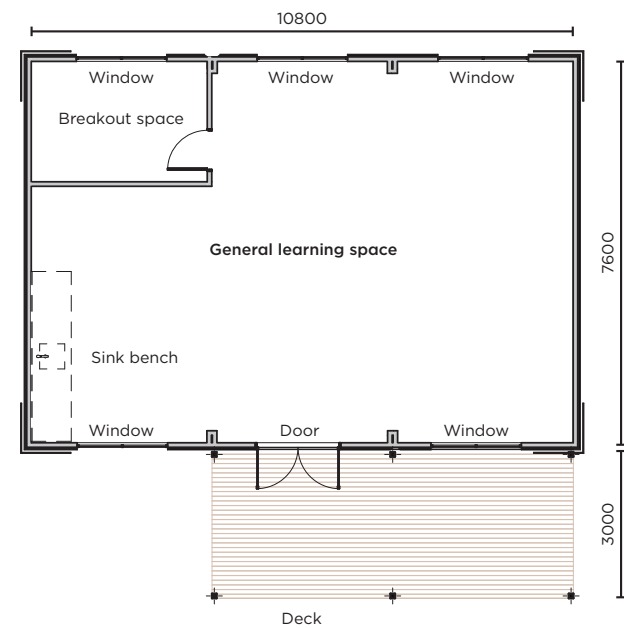 10800
Window
Window
Window
Breakout space
General learning space
7600
Sink bench
Window
Door
Window
3000
Deck